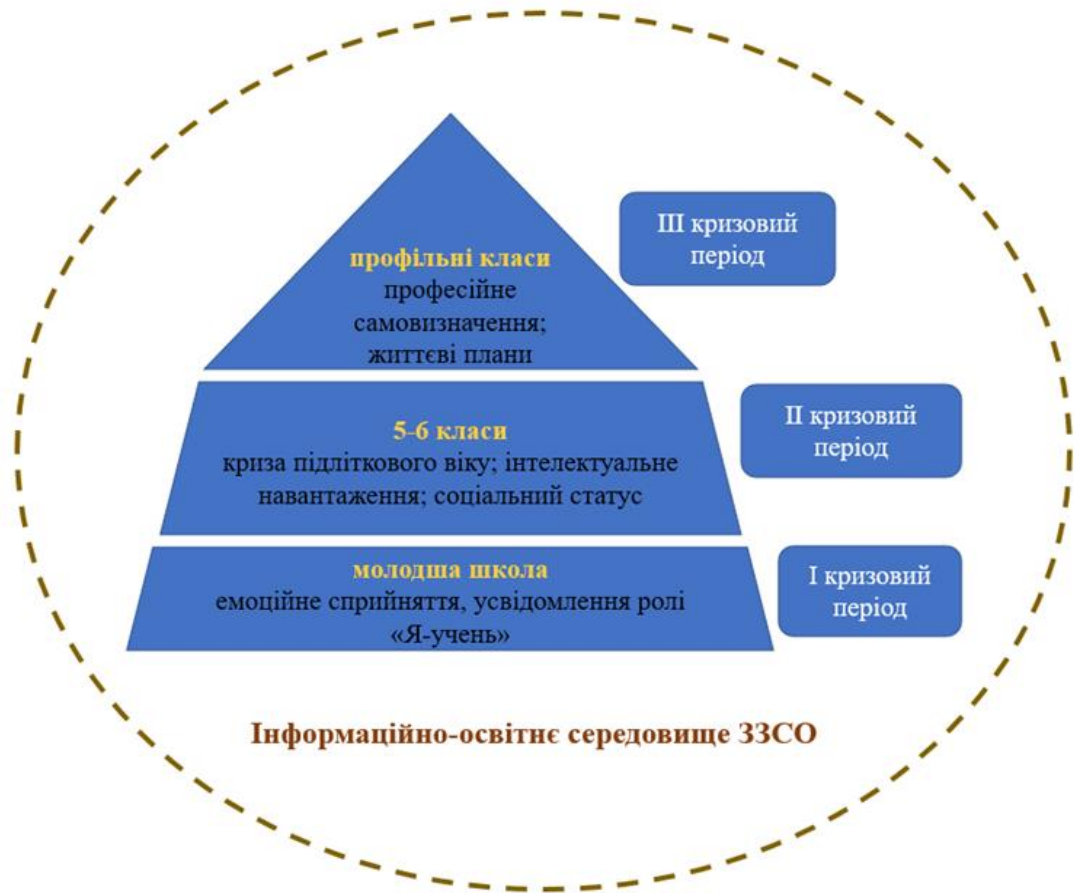 III кризовий
період
профільні класи
професійне
самовизначення;
життєві плани
II кризовий
період
5-6 класи
криза підліткового віку; інтелектуальне
навантаження; соціальний статус
I кризовий
період
молодша школа
емоційне сприйняття, усвідомлення ролі
«Я-учень»
Інформаційно-освітнє середовище ЗЗСО